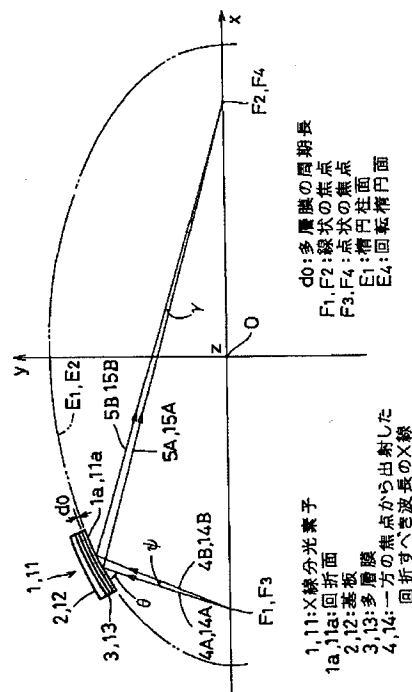 y
x
z
O
E1,E2
d0
1a,11a
1,11
2,12
3,13
θ
ψ
γ
5B 15B
5A,15A
4B,14B
4A,14A
F1,F3
F2,F4
1,11:X線分光素子
1a,11a:回折面
2,12:基板
3,13:多層膜
4,14:一方の焦点から出射した
回折すべき波長のX線
d0:多層膜の周期長
F1,F2:線状の焦点
F3,F4:点状の焦点
E1:楕円柱面
E4:回転楕円面